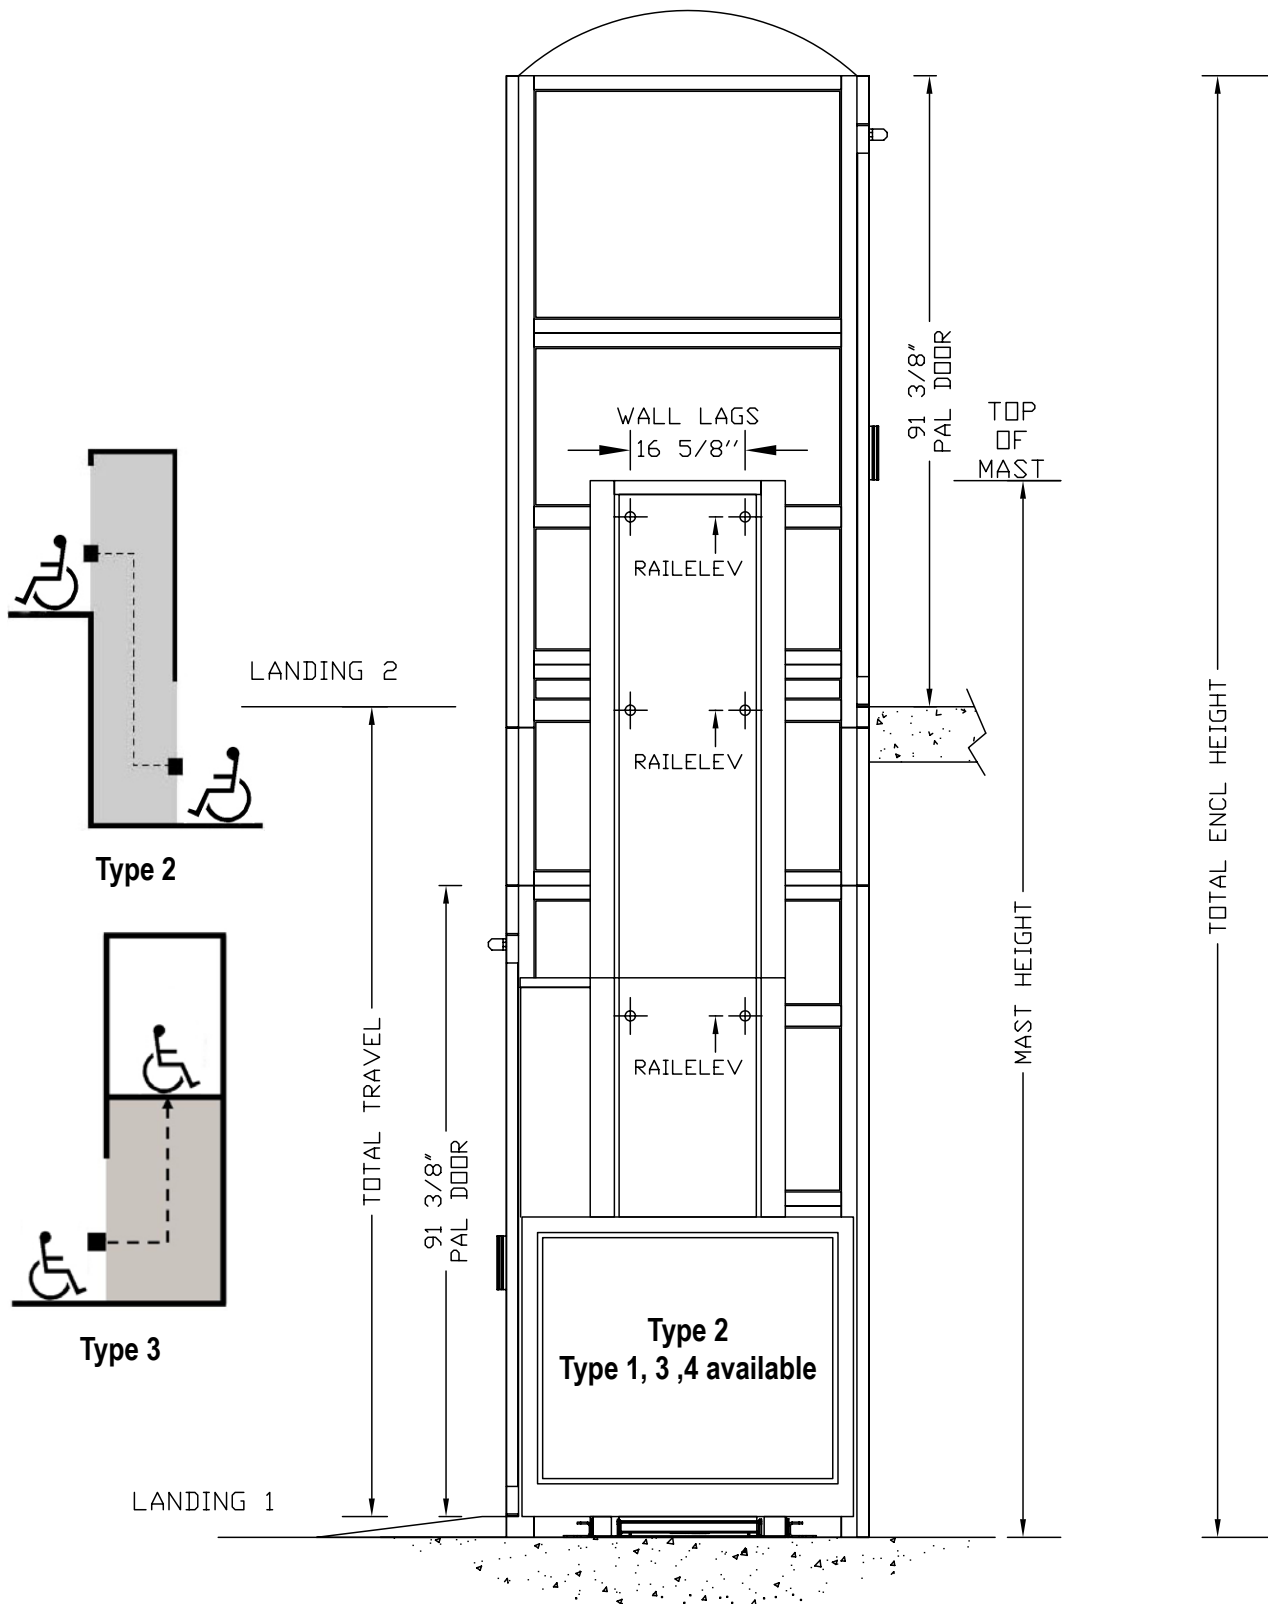 91 3/8"
PAL DOOR
TOP
OF
MAST
WALL LAGS
16 5/8''
RAILELEV
LANDING 2
RAILELEV
TOTAL ENCL HEIGHT
Type 2
MAST HEIGHT
TOTAL TRAVEL
RAILELEV
91 3/8"
PAL DOOR
Type 3
Type 2
Type 1, 3 ,4 available
LANDING 1